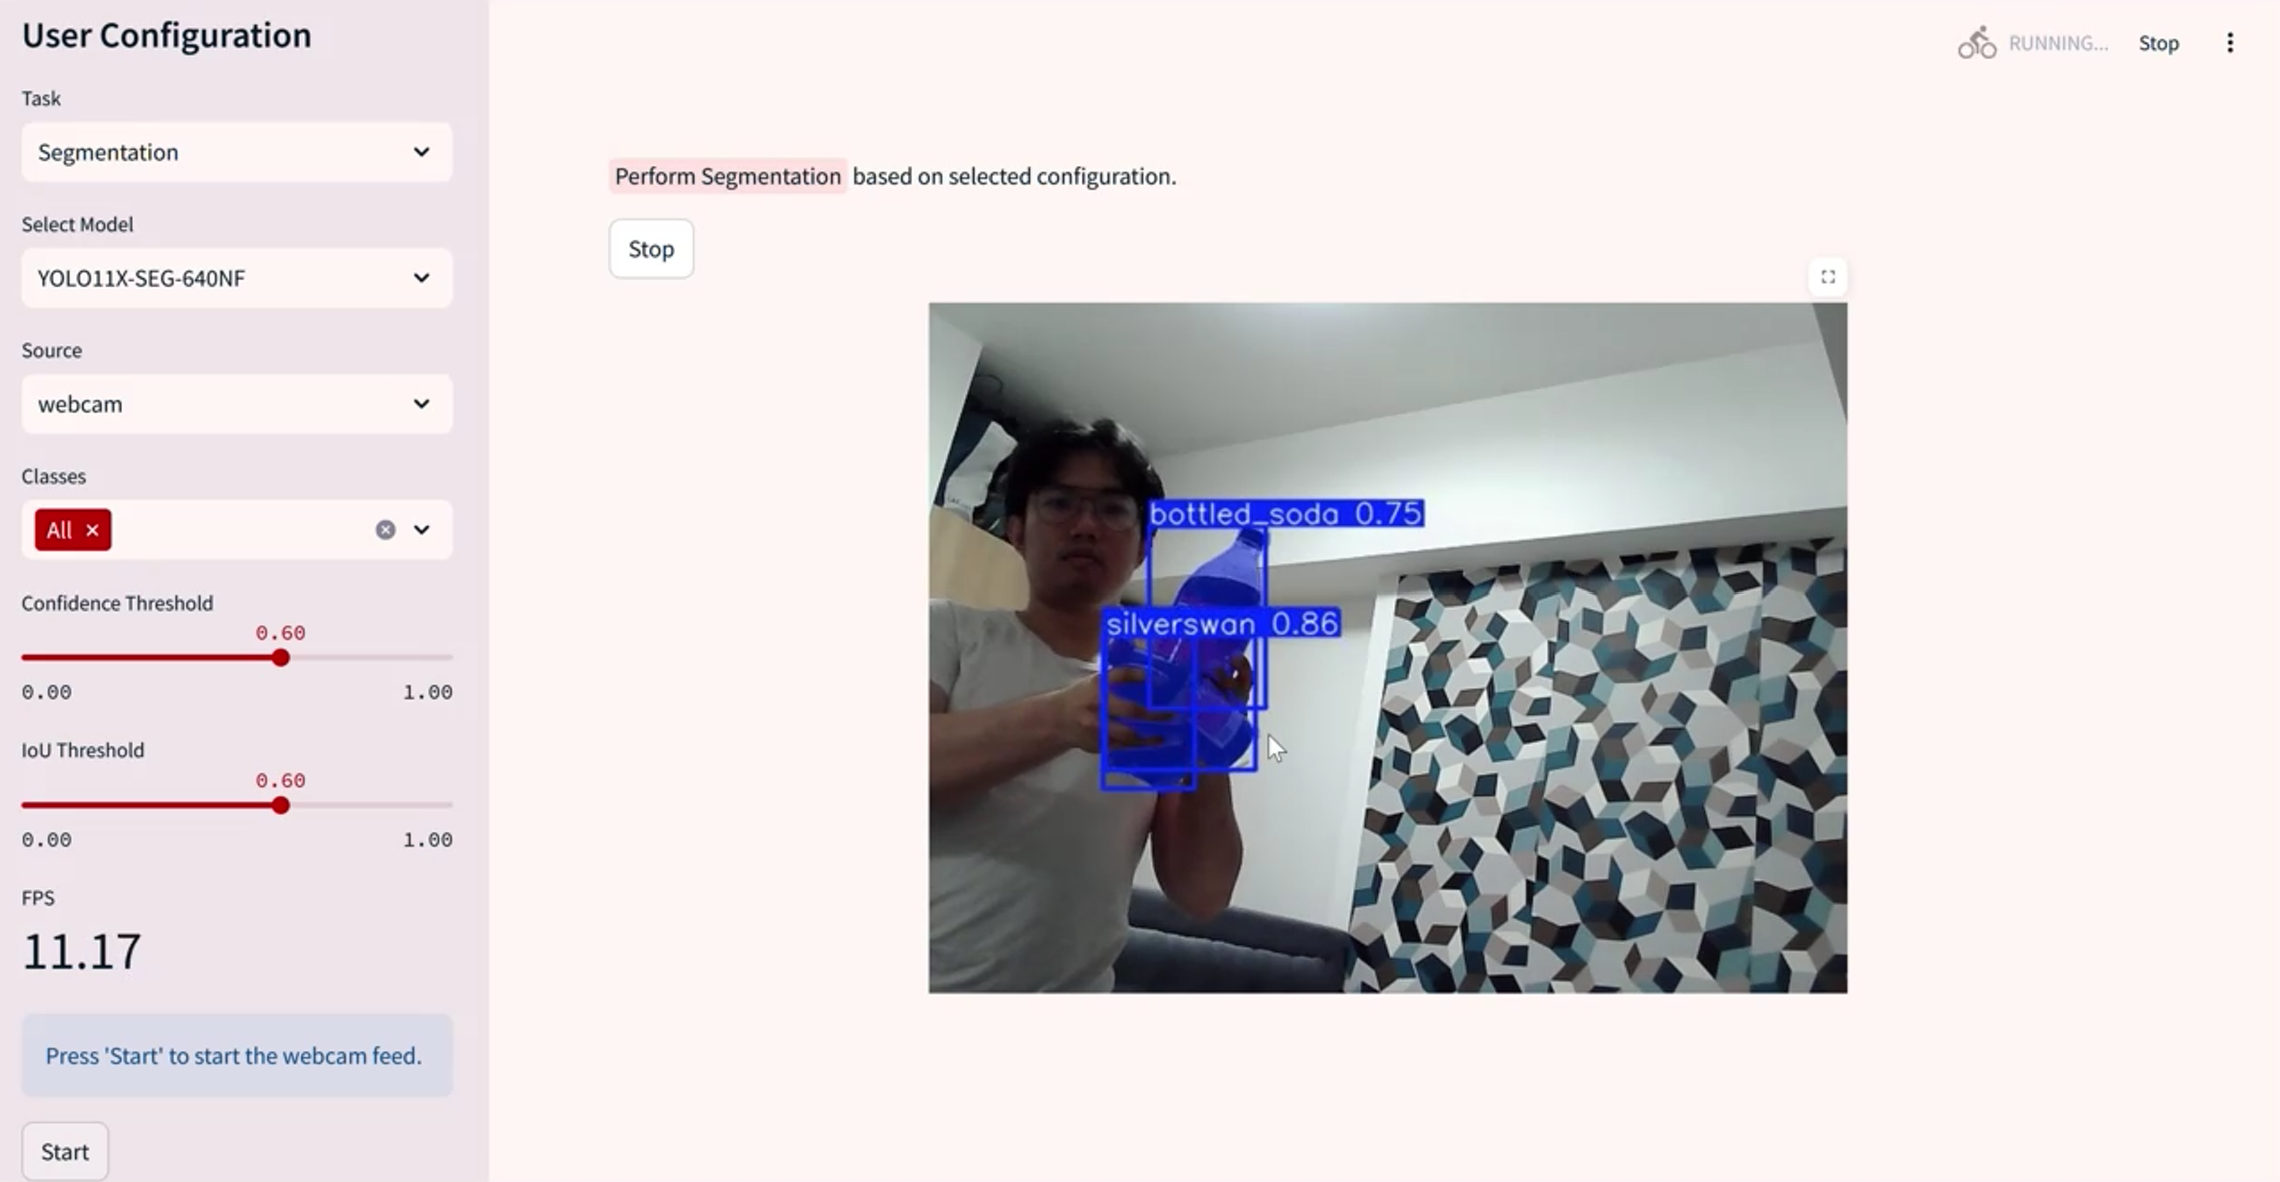 User Configuration
Task
Segmentation
Select Model
YOLO11X-SEG-640NF
Source
webcam
Classes
All
Confidence Threshold
0.60
0.00 1.00
IoU Threshold
0.60
0.00 1.00
FPS
11.17
Press 'Start' to start the webcam feed.
Start
RUNNING... Stop
Perform Segmentation based on selected configuration.
Stop
bottled_soda 0.75
silverswan 0.86